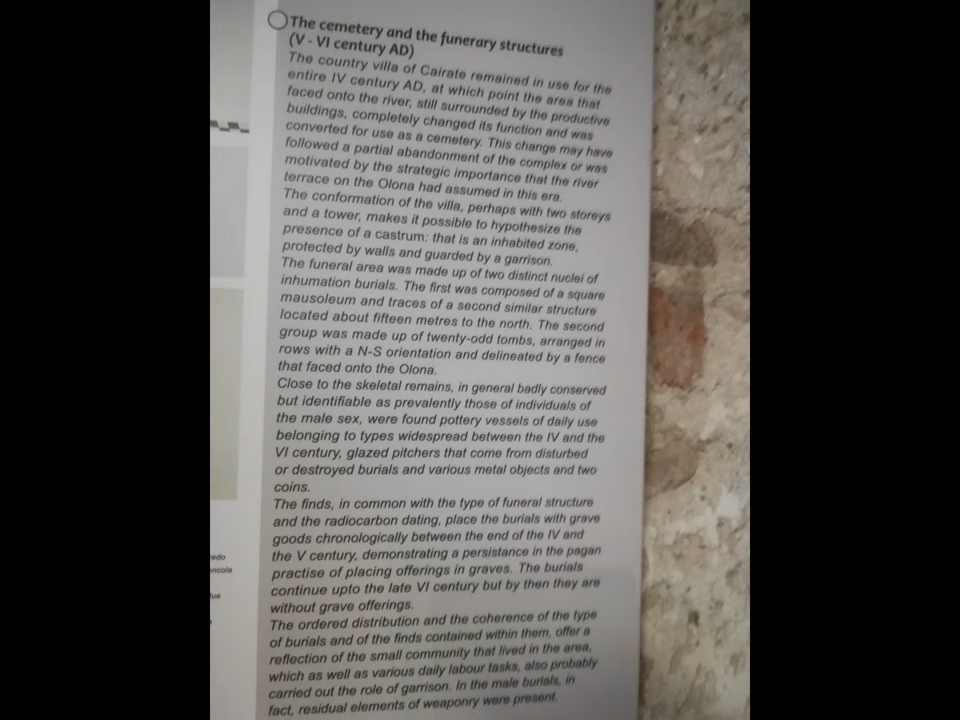 The cemetery and the funerary structures
(V - VI century AD)
The country villa of Cairate remained in use for the
entire IV century AD, at which point the area that
faced onto the river, still surrounded by the productive
buildings, completely changed its function and was
converted for use as a cemetery. This change may have
followed a partial abandonment of the complex or was
motivated by the strategic importance that the river
terrace on the Olona had assumed in this era.
The conformation of the villa, perhaps with two storeys
and a tower, makes it possible to hypothesize the
presence of a castrum: that is an inhabited zone,
protected by walls and guarded by a garrison.
The funeral area was made up of two distinct nuclei of
inhumation burials. The first was composed of a square
mausoleum and traces of a second similar structure
located about fifteen metres to the north. The second
group was made up of twenty-odd tombs, arranged in
rows with a N-S orientation and delineated by a fence
that faced onto the Olona.
Close to the skeletal remains, in general badly conserved
but identifiable as prevalently those of individuals of
the male sex, were found pottery vessels of daily use
belonging to types widespread between the IV and the
VI century, glazed pitchers that come from disturbed
or destroyed burials and various metal objects and two
coins.
The finds, in common with the type of funeral structure
and the radiocarbon dating, place the burials with grave
goods chronologically between the end of the IV and
the V century, demonstrating a persistance in the pagan
practise of placing offerings in graves. The burials
continue upto the late VI century but by then they are
without grave offerings.
The ordered distribution and the coherence of the type
of burials and of the finds contained within them, offer a
reflection of the small community that lived in the area,
which as well as various daily labour tasks, also probably
carried out the role of garrison. In the male burials, in
fact, residual elements of weaponry were present.